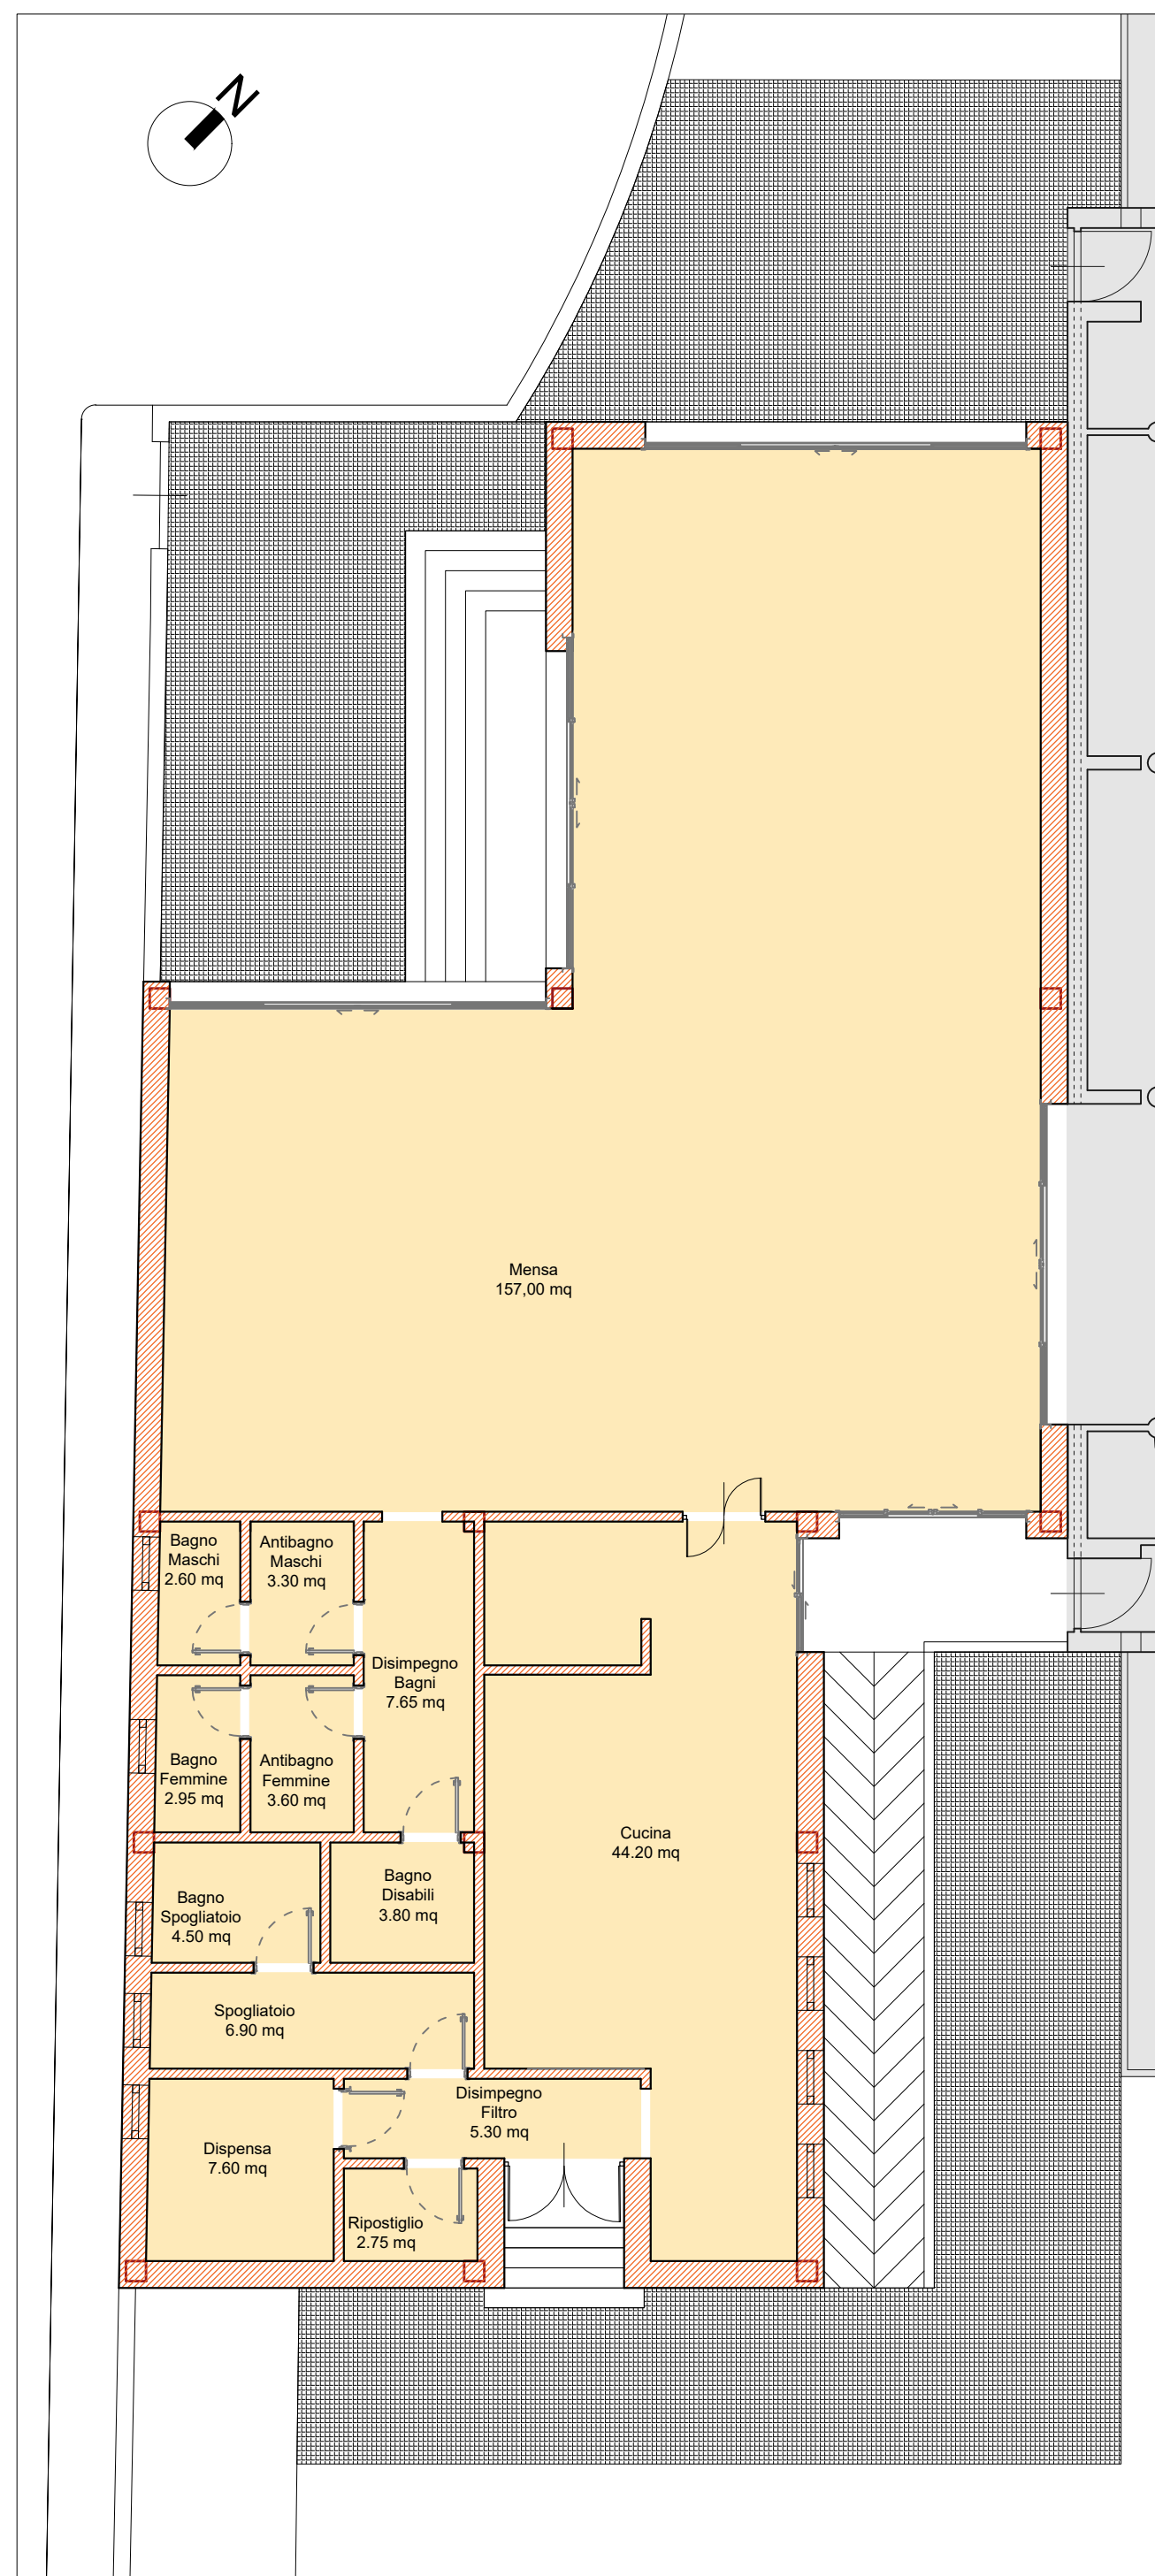 N
Mensa
157,00 mq
Bagno
Maschi
2.60 mq
Antibagno
Maschi
3.30 mq
Disimpegno
Bagni
7.65 mq
Bagno
Femmine
2.95 mq
Antibagno
Femmine
3.60 mq
Cucina
44.20 mq
Bagno
Disabili
3.80 mq
Bagno
Spogliatoio
4.50 mq
Spogliatoio
6.90 mq
Disimpegno
Filtro
5.30 mq
Dispensa
7.60 mq
Ripostiglio
2.75 mq